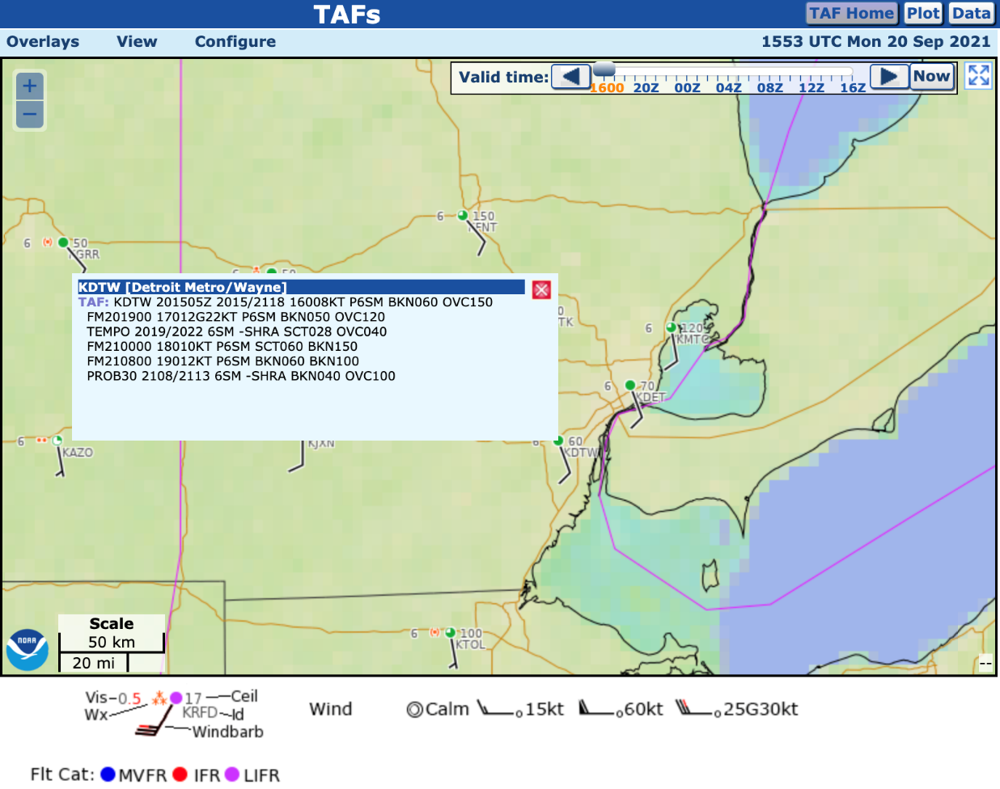 TAFs
TAF Home Plot Data
Overlays View Configure 1553 UTC Mon 20 Sep 2021
Valid time: Now
1600 20Z 00Z 04Z 08Z 12Z 16Z
+
−
6 150
KFNT
6 50
KGRR
KDTW [Detroit Metro/Wayne]
TAF: KDTW 201505Z 2015/2118 16008KT P6SM BKN060 OVC150
FM201900 17012G22KT P6SM BKN050 OVC120
TEMPO 2019/2022 6SM -SHRA SCT028 OVC040
FM210000 18010KT P6SM SCT060 BKN150
FM210800 19012KT P6SM BKN060 BKN100
PROB30 2108/2113 6SM -SHRA BKN040 OVC100
0
TK
6 120
KMTC
6 70
KDET
6
KAZO
KJXN
6 60
KDTW
6 100
KTOL
Scale
50 km
20 mi
NOAA
--
Vis 0.5 17 Ceil
Wx KRFD Id
Windbarb
Wind Calm 15kt 60kt 25G30kt
Flt Cat: MVFR IFR LIFR